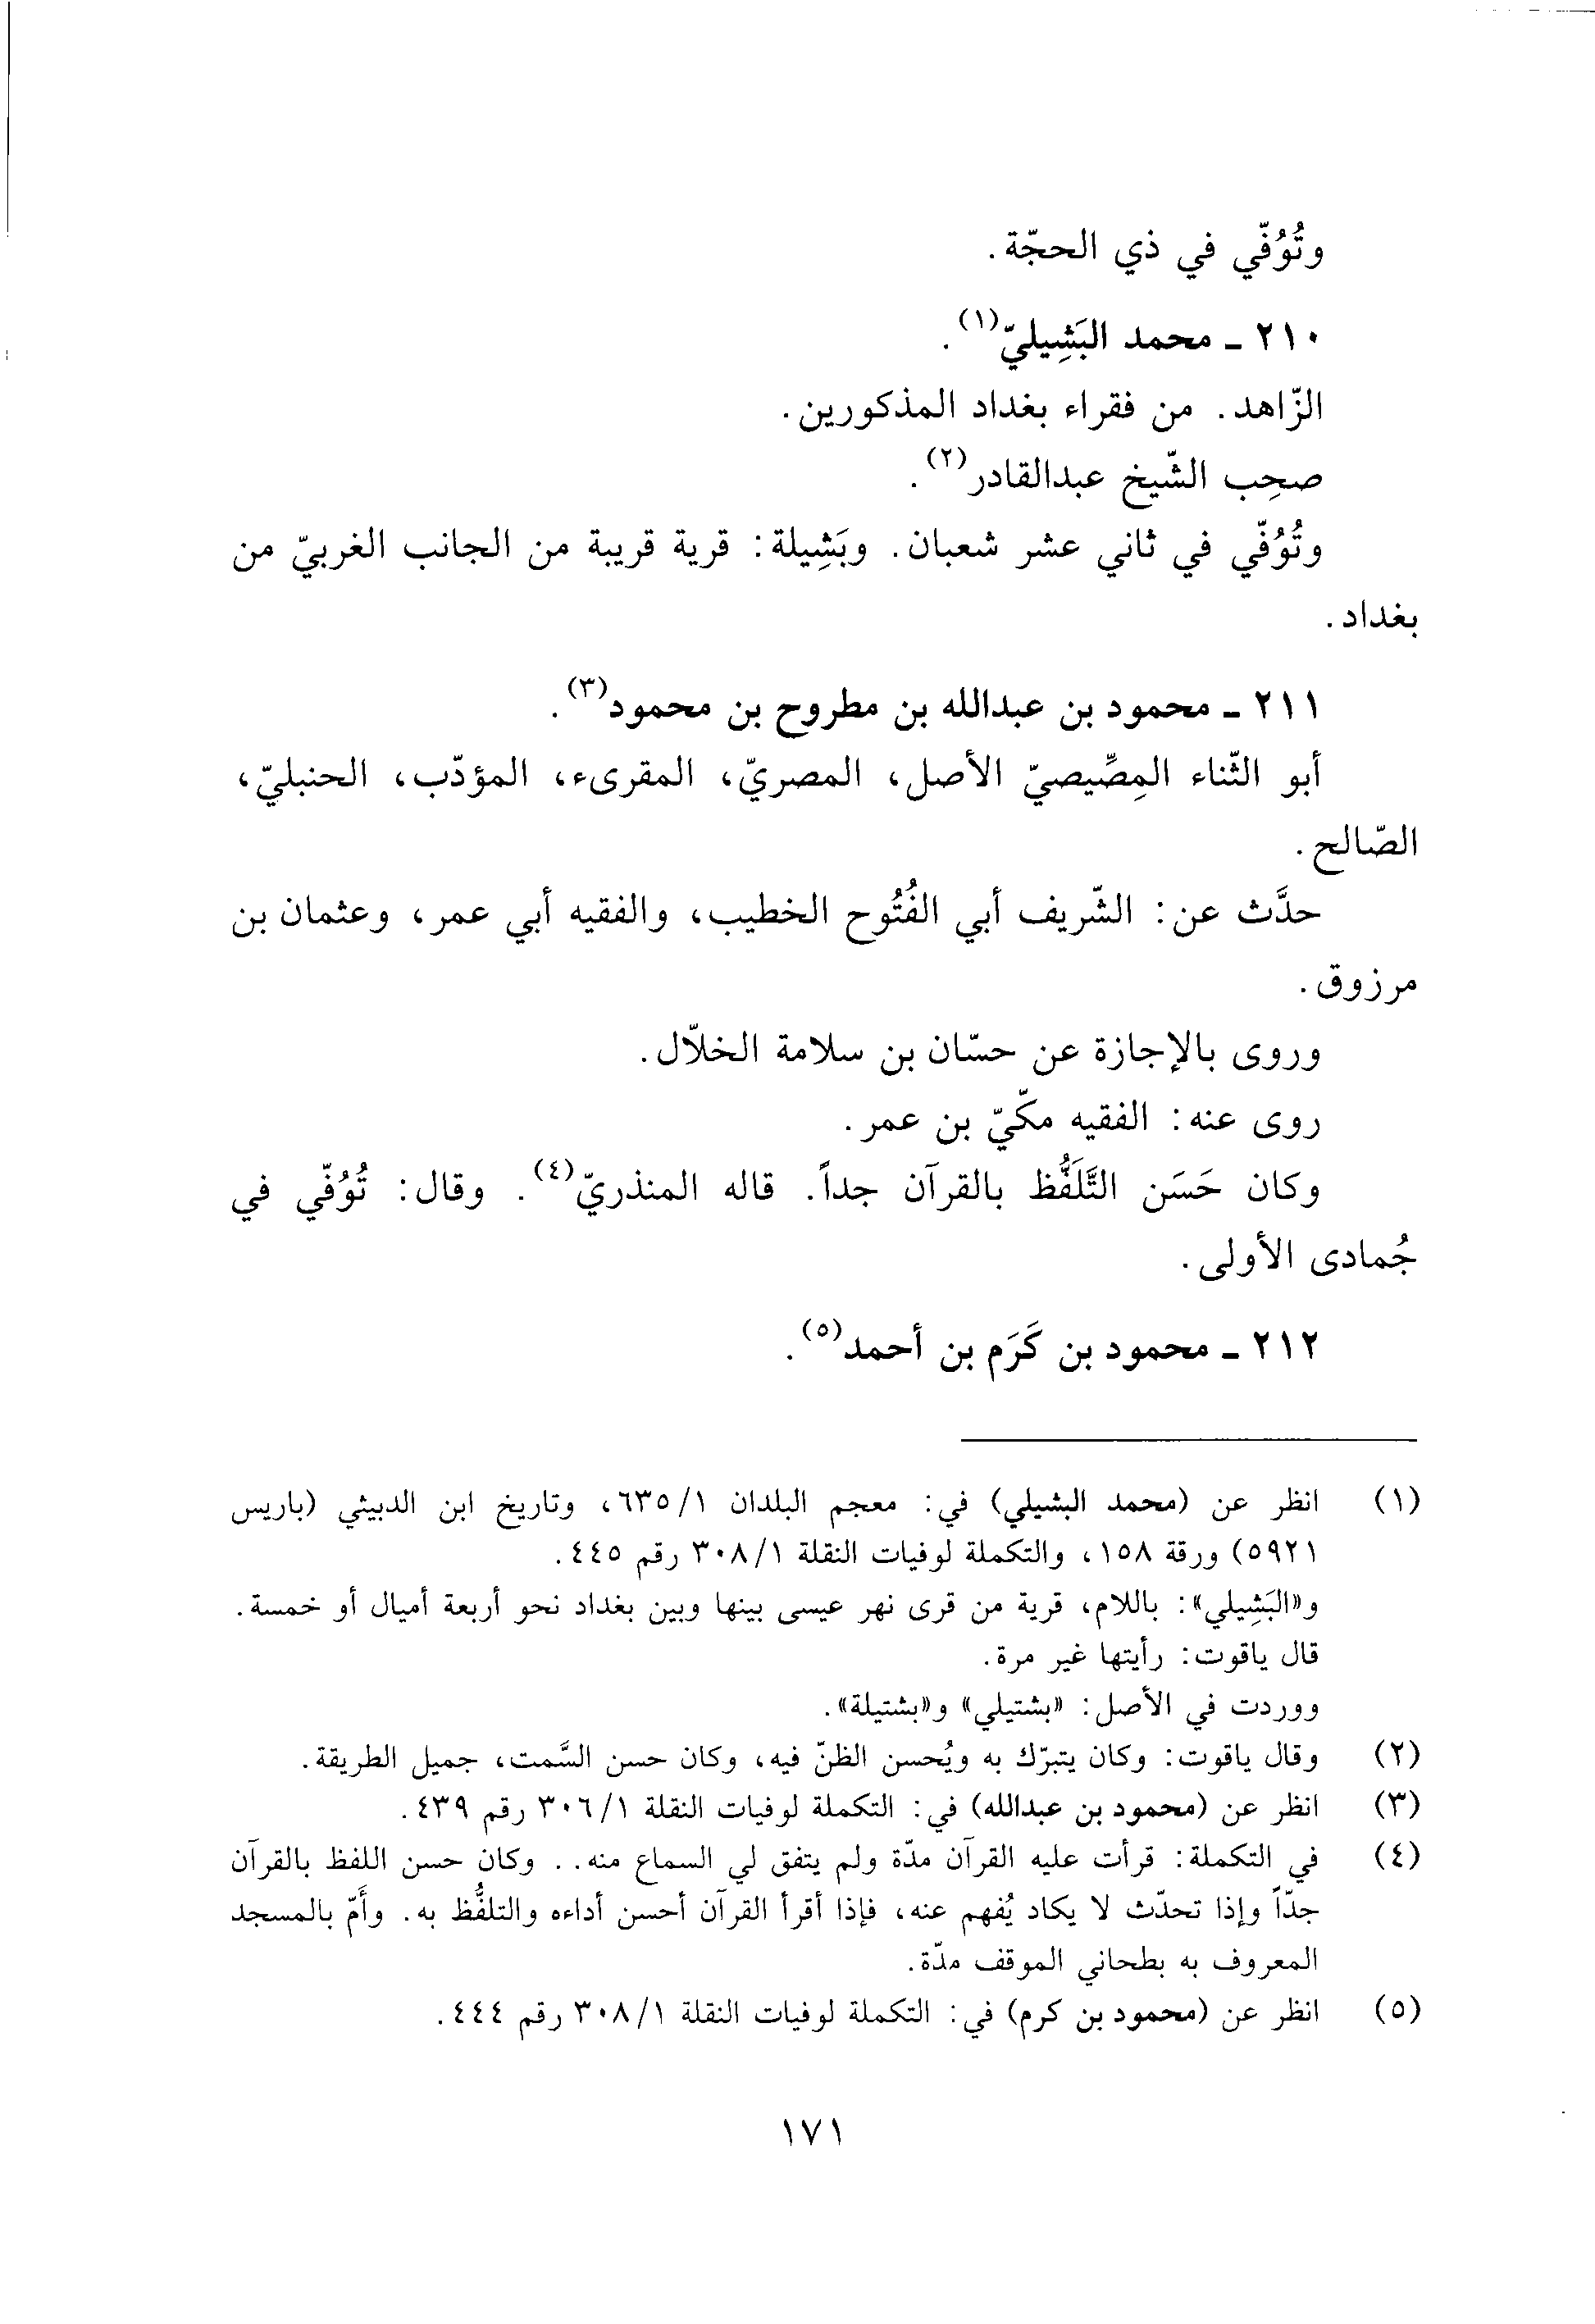 وتُوُفّي في ذي الحجّة.
٢١٠ ـ محمد البَشِيليّ(١).
الزّاهد. من فقراء بغداد المذكورين.
صحِب الشّيخ عبدالقادر(٢).
وتُوُفّي في ثاني عشر شعبان. وبَشِيلة: قرية قريبة من الجانب الغربيّ من
بغداد.
٢١١ ـ محمود بن عبدالله بن مطروح بن محمود(٣).
أبو الثّناء المِصِّيصيّ الأصل، المصريّ، المقرىء، المؤدّب، الحنبليّ،
الصّالح.
حدَّث عن: الشّريف أبي الفُتُوح الخطيب، والفقيه أبي عمر، وعثمان بن
مرزوق.
وروى بالإجازة عن حسّان بن سلامة الخلاّل.
روى عنه: الفقيه مكّيّ بن عمر.
وكان حَسَن التَّلَفُّظ بالقرآن جداً. قاله المنذريّ(٤). وقال: تُوُفّي في
جُمادى الأولى.
٢١٢ ـ محمود بن كَرَم بن أحمد(٥).
(١) انظر عن (محمد البشيلي) في: معجم البلدان ١/٦٣٥، وتاريخ ابن الدبيثي (باريس
٥٩٢١) ورقة ١٥٨، والتكملة لوفيات النقلة ١/٣٠٨ رقم ٤٤٥.
و«البَشِيلي»: باللام، قرية من قرى نهر عيسى بينها وبين بغداد نحو أربعة أميال أو خمسة.
قال ياقوت: رأيتها غير مرة.
ووردت في الأصل: «بشتيلي» و«بشتيلة».
(٢) وقال ياقوت: وكان يتبرّك به ويُحسن الظنّ فيه، وكان حسن السَّمت، جميل الطريقة.
(٣) انظر عن (محمود بن عبدالله) في: التكملة لوفيات النقلة ١/٣٠٦ رقم ٤٣٩.
(٤) في التكملة: قرأت عليه القرآن مدّة ولم يتفق لي السماع منه.. وكان حسن اللفظ بالقرآن
جدّاً وإذا تحدّث لا يكاد يُفهم عنه، فإذا أقرأ القرآن أحسن أداءه والتلفُّظ به. وأَمّ بالمسجد
المعروف به بطحاني الموقف مدّة.
(٥) انظر عن (محمود بن كرم) في: التكملة لوفيات النقلة ١/٣٠٨ رقم ٤٤٤.
١٧١